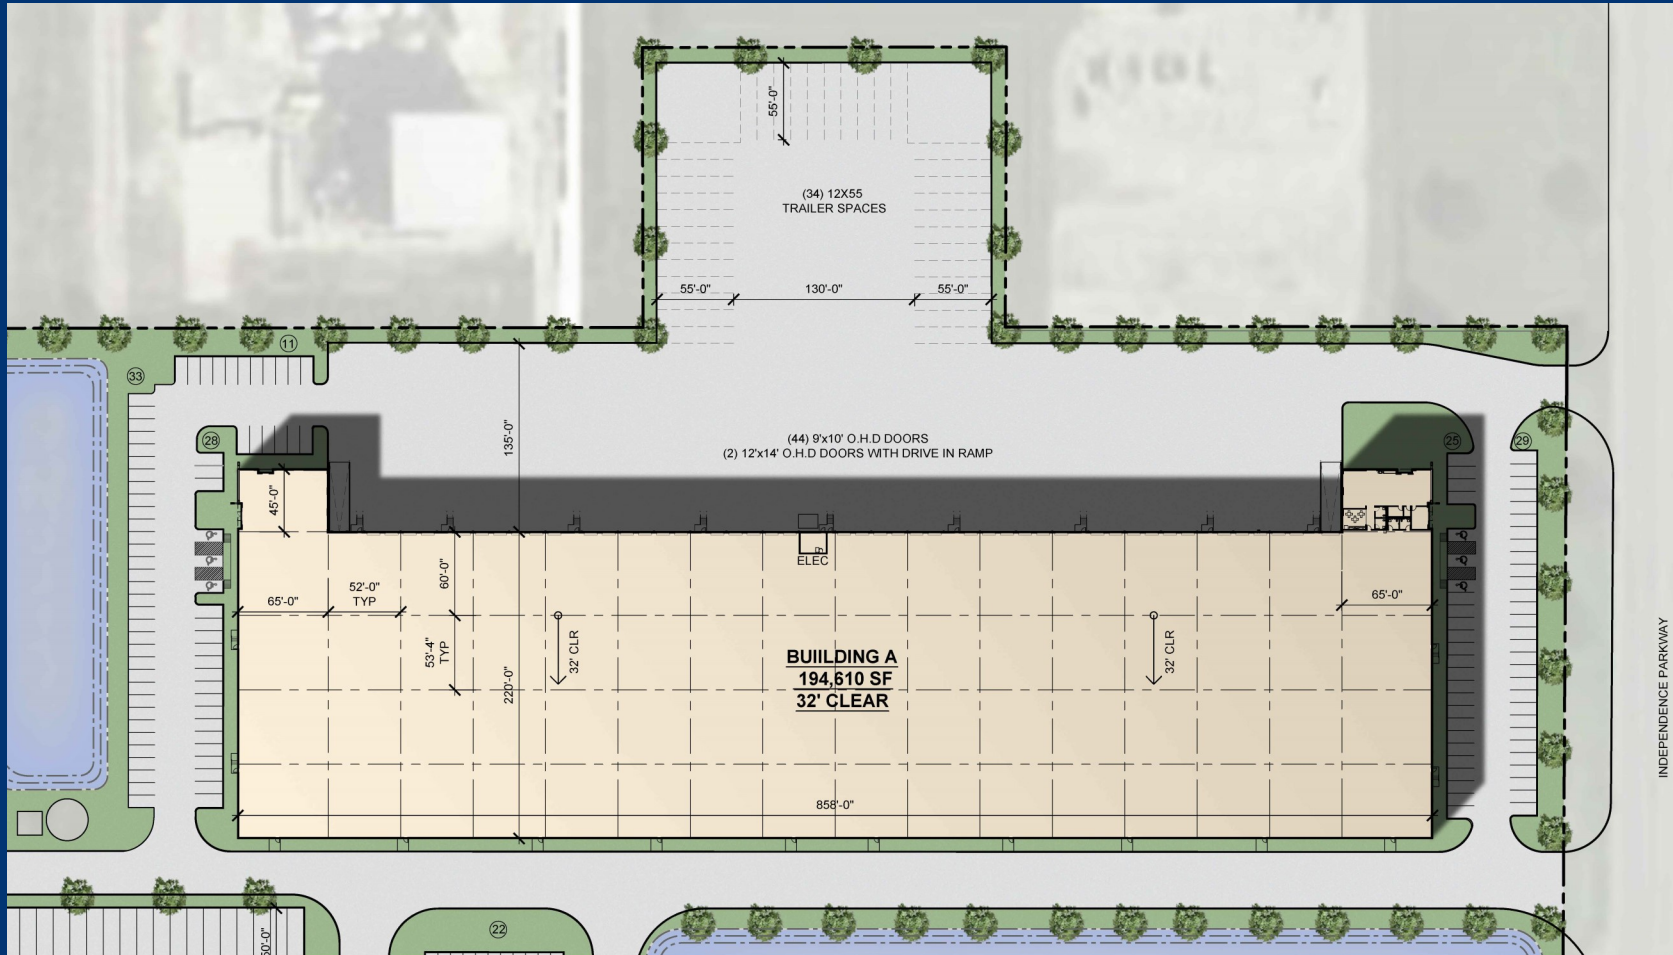 55'-0"
(34) 12X55
TRAILER SPACES
55'-0"
130'-0"
55'-0"
11
33
28
135'-0"
(44) 9'x10' O.H.D DOORS
(2) 12'x14' O.H.D DOORS WITH DRIVE IN RAMP
25
29
45'-0"
ELEC
60'-0"
65'-0"
52'-0"
TYP
65'-0"
53'-4"
TYP
32' CLR
32' CLR
220'-0"
BUIILDING A
194,610 SF
32' CLEAR
INDEPENDENCE PARKWAY
858'-0"
22